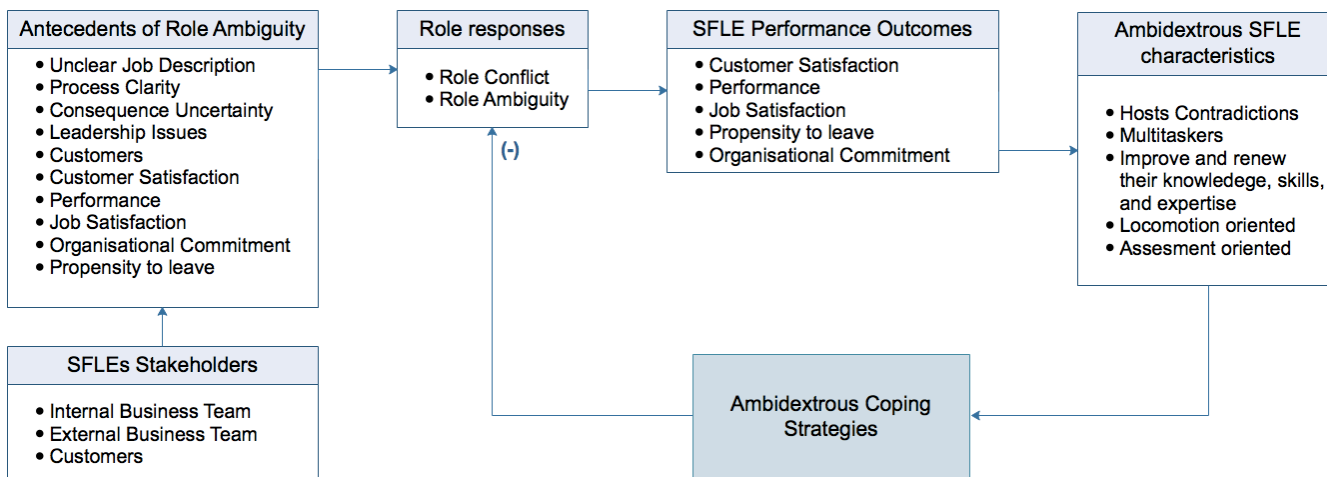 Antecedents of Role Ambiguity
• Unclear Job Description
• Process Clarity
• Consequence Uncertainty
• Leadership Issues
• Customers
• Customer Satisfaction
• Performance
• Job Satisfaction
• Organisational Commitment
• Propensity to leave
SFLEs Stakeholders
• Internal Business Team
• External Business Team
• Customers
Role responses
• Role Conflict
• Role Ambiguity
(-)
SFLE Performance Outcomes
• Customer Satisfaction
• Performance
• Job Satisfaction
• Propensity to leave
• Organisational Commitment
Ambidextrous SFLE
characteristics
• Hosts Contradictions
• Multitaskers
• Improve and renew
their knowledege, skills,
and expertise
• Locomotion oriented
• Assesment oriented
Ambidextrous Coping
Strategies